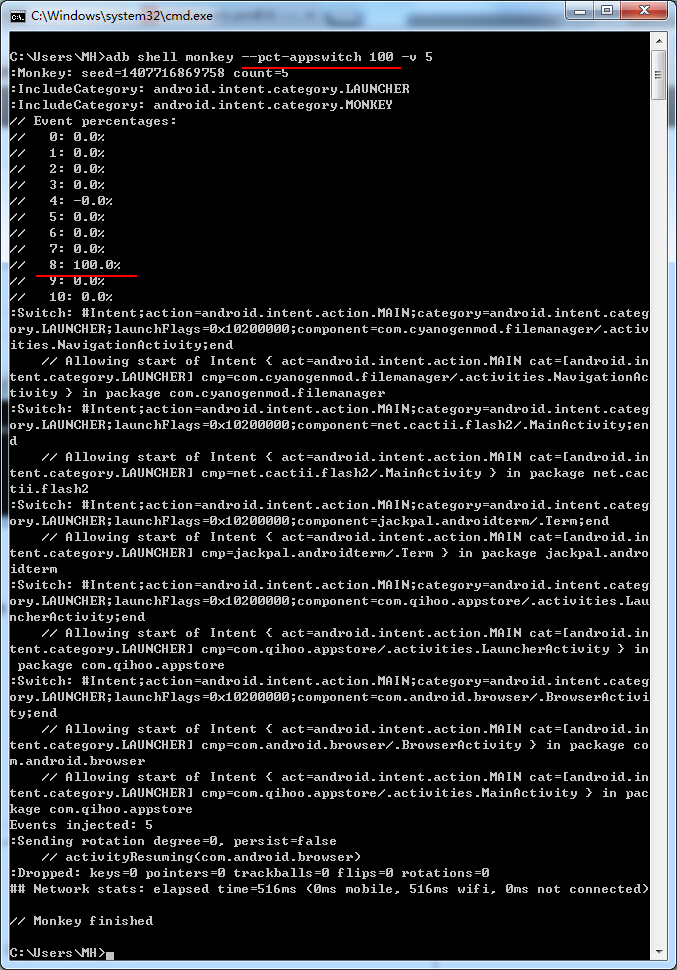 C:\Windows\system32\cmd.exe
C:\Users\MH>adb shell monkey --pct-appswitch 100 -v 5
:Monkey: seed=1407716869758 count=5
:IncludeCategory: android.intent.category.LAUNCHER
:IncludeCategory: android.intent.category.MONKEY
// Event percentages:
//   0: 0.0%
//   1: 0.0%
//   2: 0.0%
//   3: 0.0%
//   4: -0.0%
//   5: 0.0%
//   6: 0.0%
//   7: 0.0%
//   8: 100.0%
//   9: 0.0%
//   10: 0.0%
:Switch: #Intent;action=android.intent.action.MAIN;category=android.intent.categ
ory.LAUNCHER;launchFlags=0x10200000;component=com.cyanogenmod.filemanager/.activ
ities.NavigationActivity;end
    // Allowing start of Intent { act=android.intent.action.MAIN cat=[android.in
tent.category.LAUNCHER] cmp=com.cyanogenmod.filemanager/.activities.NavigationAc
tivity } in package com.cyanogenmod.filemanager
:Switch: #Intent;action=android.intent.action.MAIN;category=android.intent.categ
ory.LAUNCHER;launchFlags=0x10200000;component=net.cactii.flash2/.MainActivity;en
d
    // Allowing start of Intent { act=android.intent.action.MAIN cat=[android.in
tent.category.LAUNCHER] cmp=net.cactii.flash2/.MainActivity } in package net.cac
tii.flash2
:Switch: #Intent;action=android.intent.action.MAIN;category=android.intent.categ
ory.LAUNCHER;launchFlags=0x10200000;component=jackpal.androidterm/.Term;end
    // Allowing start of Intent { act=android.intent.action.MAIN cat=[android.in
tent.category.LAUNCHER] cmp=jackpal.androidterm/.Term } in package jackpal.andro
idterm
:Switch: #Intent;action=android.intent.action.MAIN;category=android.intent.categ
ory.LAUNCHER;launchFlags=0x10200000;component=com.qihoo.appstore/.activities.Lau
ncherActivity;end
    // Allowing start of Intent { act=android.intent.action.MAIN cat=[android.in
tent.category.LAUNCHER] cmp=com.qihoo.appstore/.activities.LauncherActivity } in
 package com.qihoo.appstore
:Switch: #Intent;action=android.intent.action.MAIN;category=android.intent.categ
ory.LAUNCHER;launchFlags=0x10200000;component=com.android.browser/.BrowserActivi
ty;end
    // Allowing start of Intent { act=android.intent.action.MAIN cat=[android.in
tent.category.LAUNCHER] cmp=com.android.browser/.BrowserActivity } in package co
m.android.browser
    // Allowing start of Intent { act=android.intent.action.MAIN cat=[android.in
tent.category.LAUNCHER] cmp=com.qihoo.appstore/.activities.MainActivity } in pac
kage com.qihoo.appstore
Events injected: 5
:Sending rotation degree=0, persist=false
    // activityResuming(com.android.browser)
:Dropped: keys=0 pointers=0 trackballs=0 flips=0 rotations=0
## Network stats: elapsed time=516ms (0ms mobile, 516ms wifi, 0ms not connected)
// Monkey finished
C:\Users\MH>